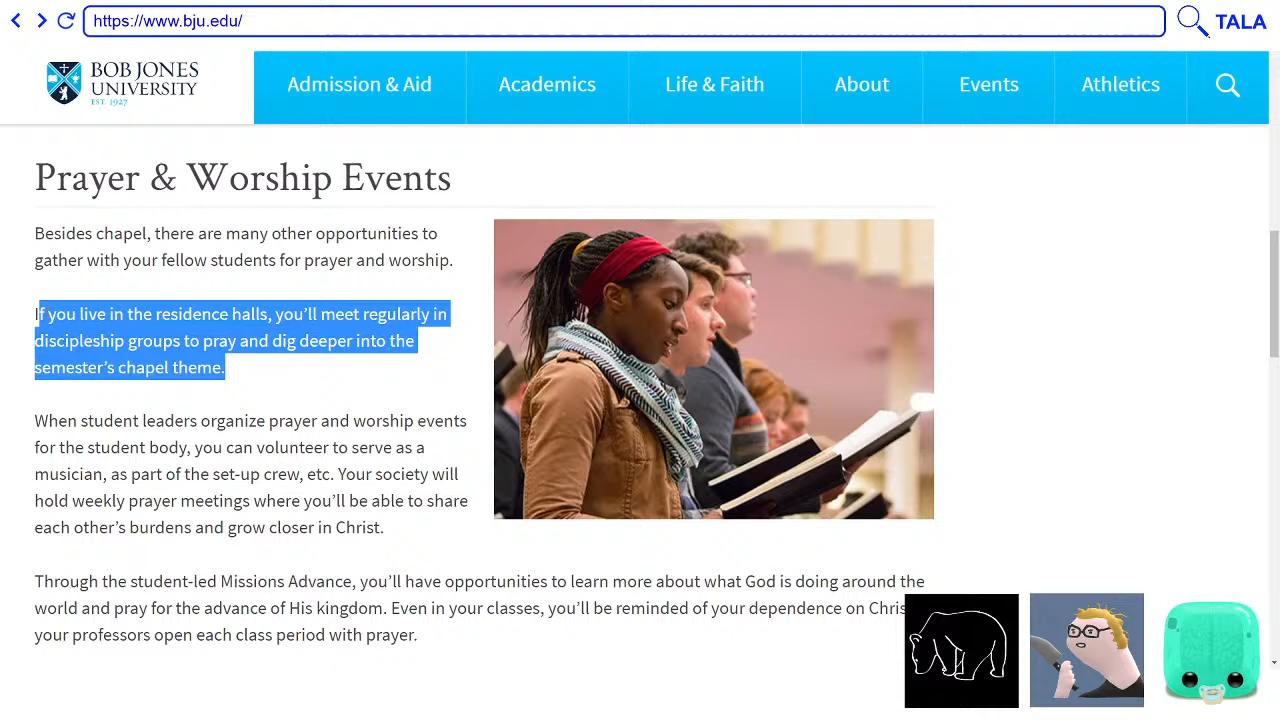 https://www.bju.edu/
TALA
BOB JONES
UNIVERSITY
EST. 1927
Admission & Aid
Academics
Life & Faith
About
Events
Athletics
Prayer & Worship Events
Besides chapel, there are many other opportunities to
gather with your fellow students for prayer and worship.
If you live in the residence halls, you’ll meet regularly in
discipleship groups to pray and dig deeper into the
semester’s chapel theme.
When student leaders organize prayer and worship events
for the student body, you can volunteer to serve as a
musician, as part of the set-up crew, etc. Your society will
hold weekly prayer meetings where you’ll be able to share
each other’s burdens and grow closer in Christ.
Through the student-led Missions Advance, you’ll have opportunities to learn more about what God is doing around the
world and pray for the advance of His kingdom. Even in your classes, you’ll be reminded of your dependence on
your professors open each class period with prayer.